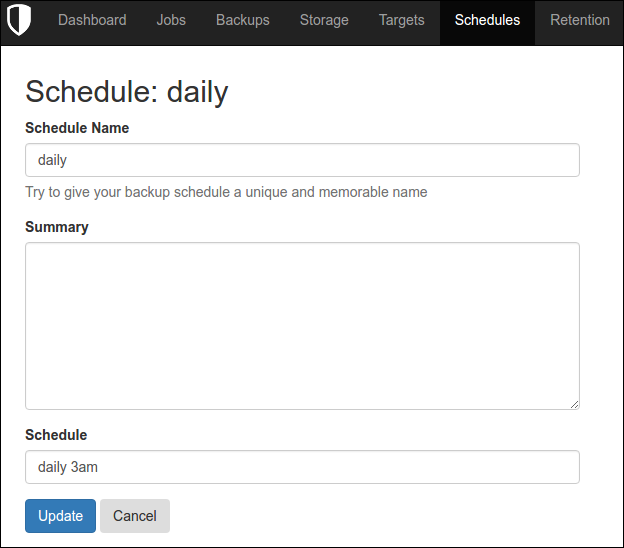 Dashboard Jobs Backups Storage Targets Schedules Retention
Schedule: daily
Schedule Name
daily
Try to give your backup schedule a unique and memorable name
Summary
Schedule
daily 3am
Update Cancel